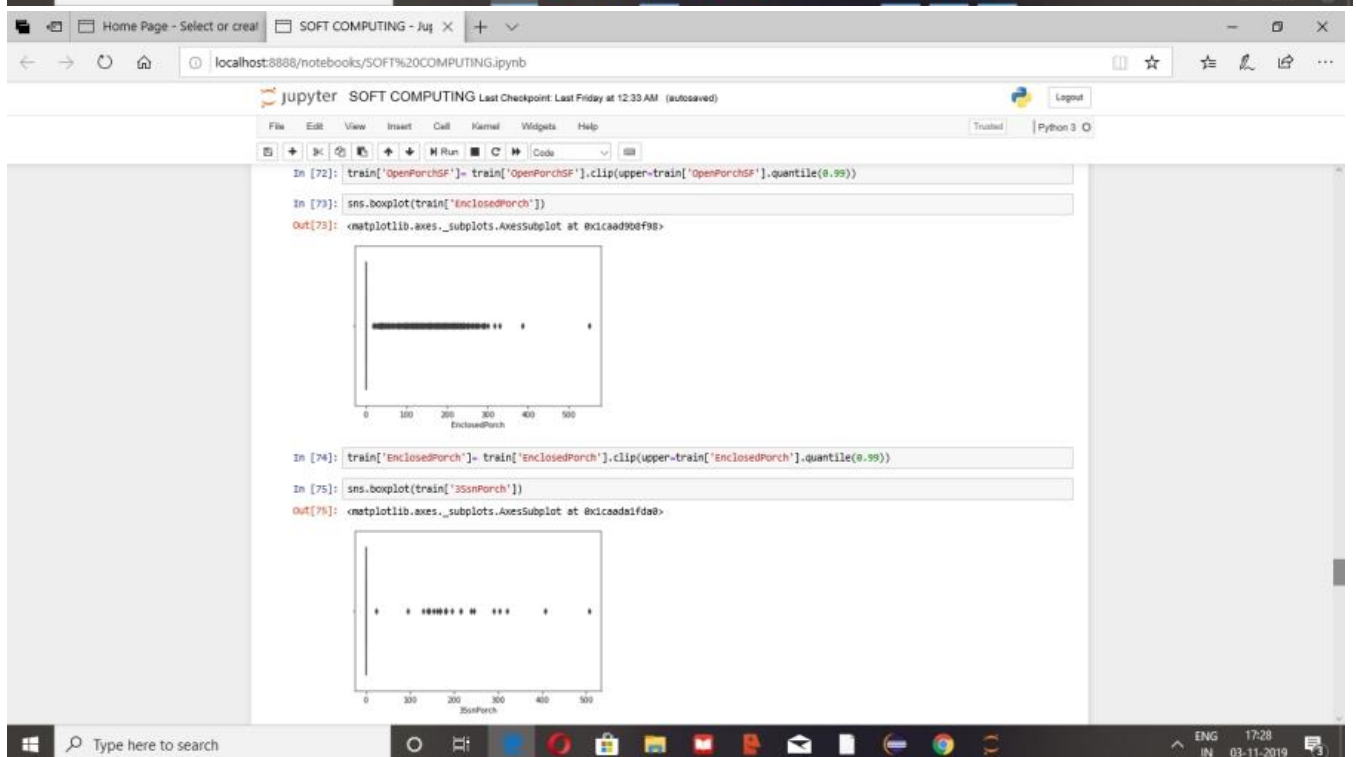 Home Page - Select or creat
SOFT COMPUTING - Jup
localhost:8888/notebooks/SOFT%20COMPUTING.ipynb
jupyter SOFT COMPUTING Last Checkpoint: Last Friday at 12:33 AM (autosaved)
Logout
File Edit View Insert Cell Kernel Widgets Help
Trusted Python 3
Run Code
In [72]: train['OpenPorchSF']= train['OpenPorchSF'].clip(upper=train['OpenPorchSF'].quantile(0.99))
In [73]: sns.boxplot(train['EnclosedPorch'])
Out[73]: <matplotlib.axes._subplots.AxesSubplot at 0x1caad9b8f98>
0 100 200 300 400 500
EnclosedPorch
In [74]: train['EnclosedPorch']= train['EnclosedPorch'].clip(upper=train['EnclosedPorch'].quantile(0.99))
In [75]: sns.boxplot(train['3SsnPorch'])
Out[75]: <matplotlib.axes._subplots.AxesSubplot at 0x1caada1fda0>
0 100 200 300 400 500
3SsnPorch
Type here to search
ENG 17:28
IN 03-11-2019